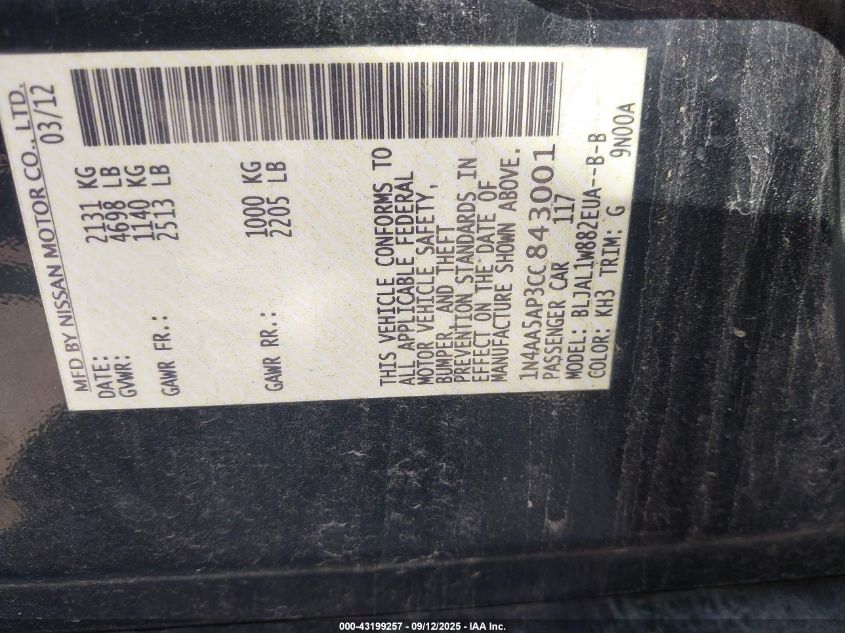 MFD BY NISSAN MOTOR CO., LTD.
DATE: 03/12
GVWR: 2131 KG
4698 LB
GAWR FR.: 1140 KG
2513 LB
GAWR RR.: 1000 KG
2205 LB
THIS VEHICLE CONFORMS TO
ALL APPLICABLE FEDERAL
MOTOR VEHICLE SAFETY,
BUMPER, AND THEFT
PREVENTION STANDARDS IN
EFFECT ON THE DATE OF
MANUFACTURE SHOWN ABOVE.
1N4AA5AP3CC843001
PASSENGER CAR 117
MODEL: BLJAL1W882EUA--B-B
COLOR: KH3 TRIM: G 9N00A
000-43199257 - 09/12/2025 - IAA Inc.